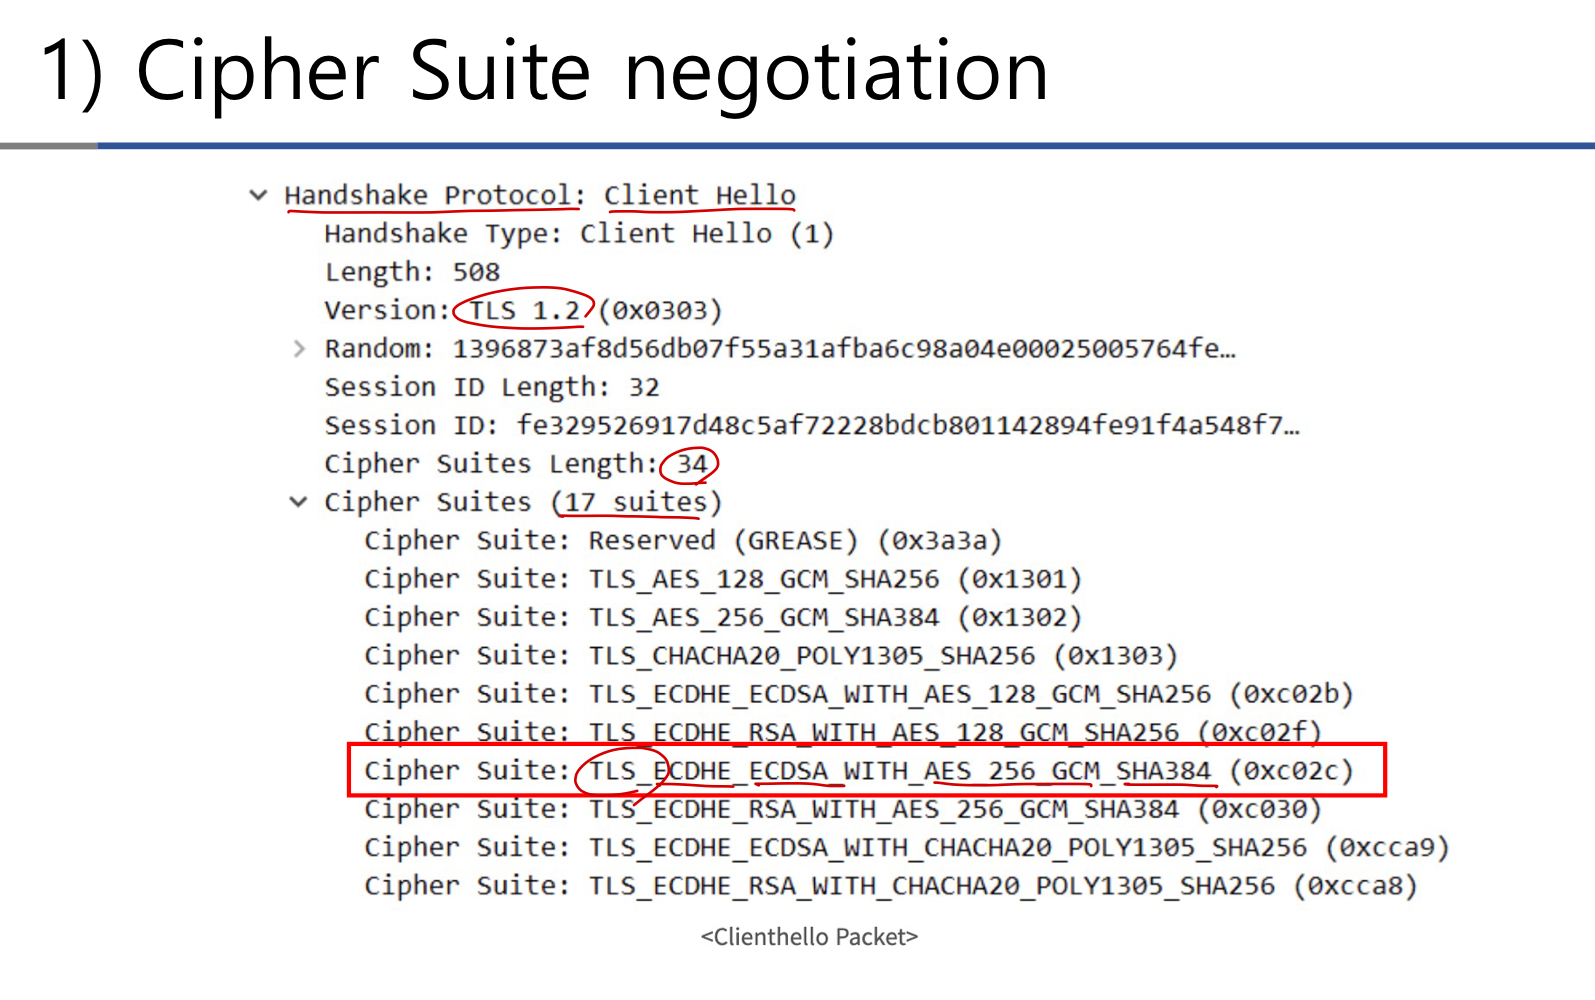 1) Cipher Suite negotiation
Handshake Protocol: Client Hello
Handshake Type: Client Hello (1)
Length: 508
Version: TLS 1.2 (0x0303)
Random: 1396873af8d56db07f55a31afba6c98a04e00025005764fe…
Session ID Length: 32
Session ID: fe329526917d48c5af72228bdcb801142894fe91f4a548f7…
Cipher Suites Length: 34
Cipher Suites (17 suites)
Cipher Suite: Reserved (GREASE) (0x3a3a)
Cipher Suite: TLS_AES_128_GCM_SHA256 (0x1301)
Cipher Suite: TLS_AES_256_GCM_SHA384 (0x1302)
Cipher Suite: TLS_CHACHA20_POLY1305_SHA256 (0x1303)
Cipher Suite: TLS_ECDHE_ECDSA_WITH_AES_128_GCM_SHA256 (0xc02b)
Cipher Suite: TLS_ECDHE_RSA_WITH_AES_128_GCM_SHA256 (0xc02f)
Cipher Suite: TLS_ECDHE_ECDSA_WITH_AES_256_GCM_SHA384 (0xc02c)
Cipher Suite: TLS_ECDHE_RSA_WITH_AES_256_GCM_SHA384 (0xc030)
Cipher Suite: TLS_ECDHE_ECDSA_WITH_CHACHA20_POLY1305_SHA256 (0xcca9)
Cipher Suite: TLS_ECDHE_RSA_WITH_CHACHA20_POLY1305_SHA256 (0xcca8)
<Clienthello Packet>